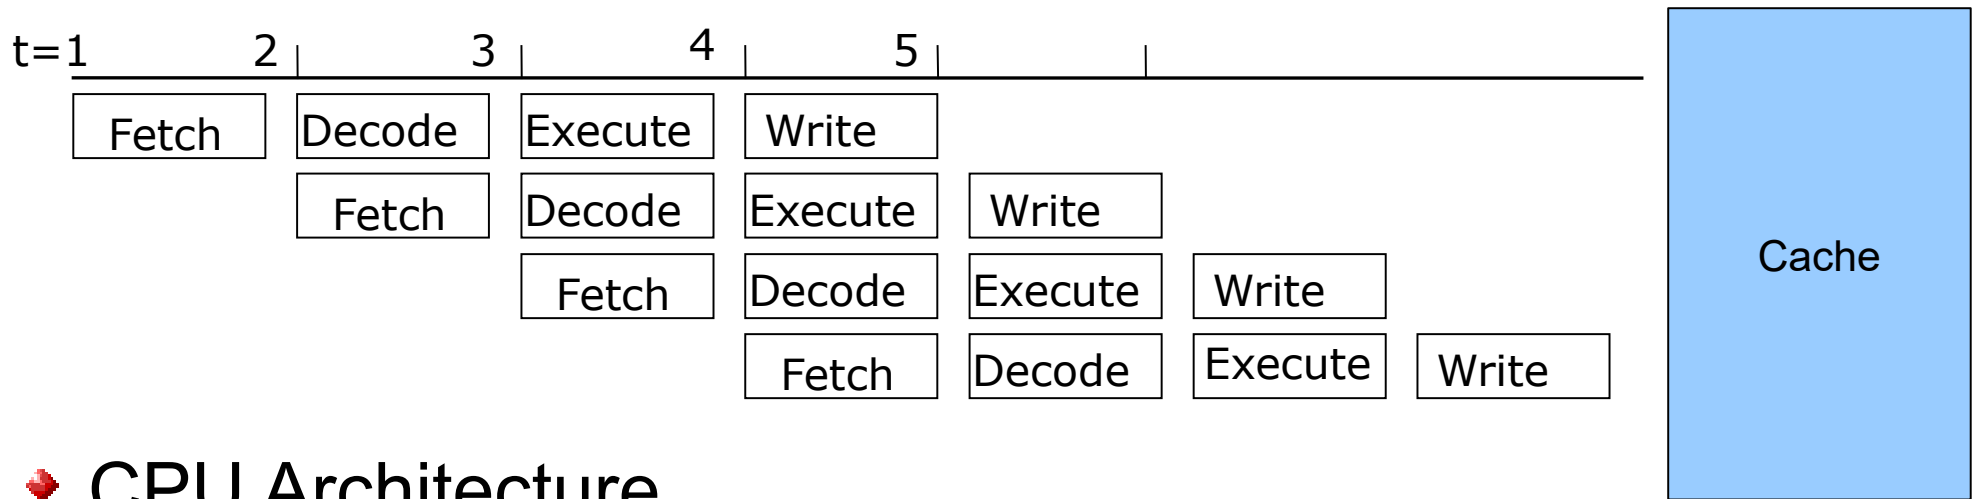 t=1 2 3 4 5
Fetch Decode Execute Write
Fetch Decode Execute Write
Fetch Decode Execute Write
Fetch Decode Execute Write
Cache
CPU Architecture